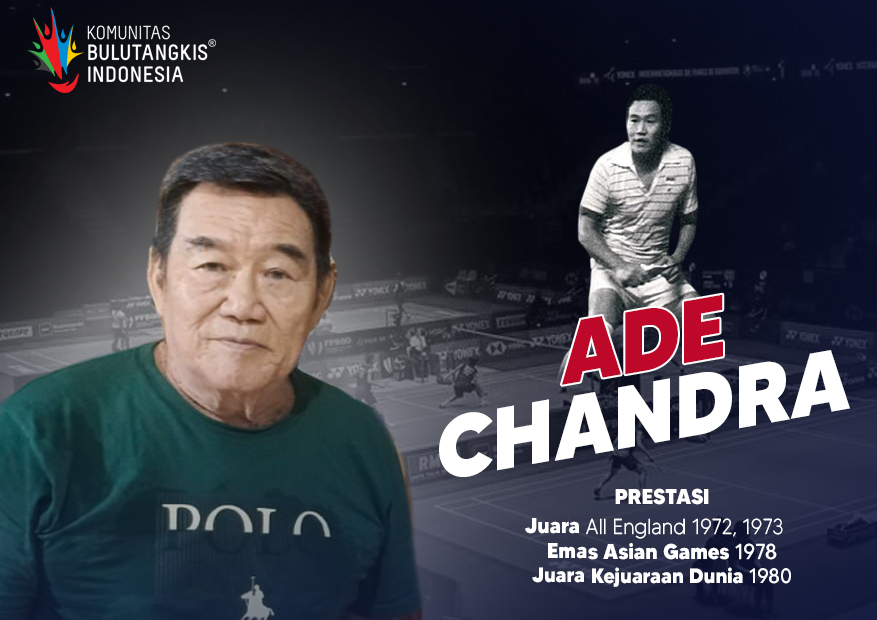 KOMUNITAS
BULUTANGKIS®
INDONESIA
ADE
CHANDRA
PRESTASI
Juara All England 1972, 1973
Emas Asian Games 1978
Juara Kejuaraan Dunia 1980
POLO